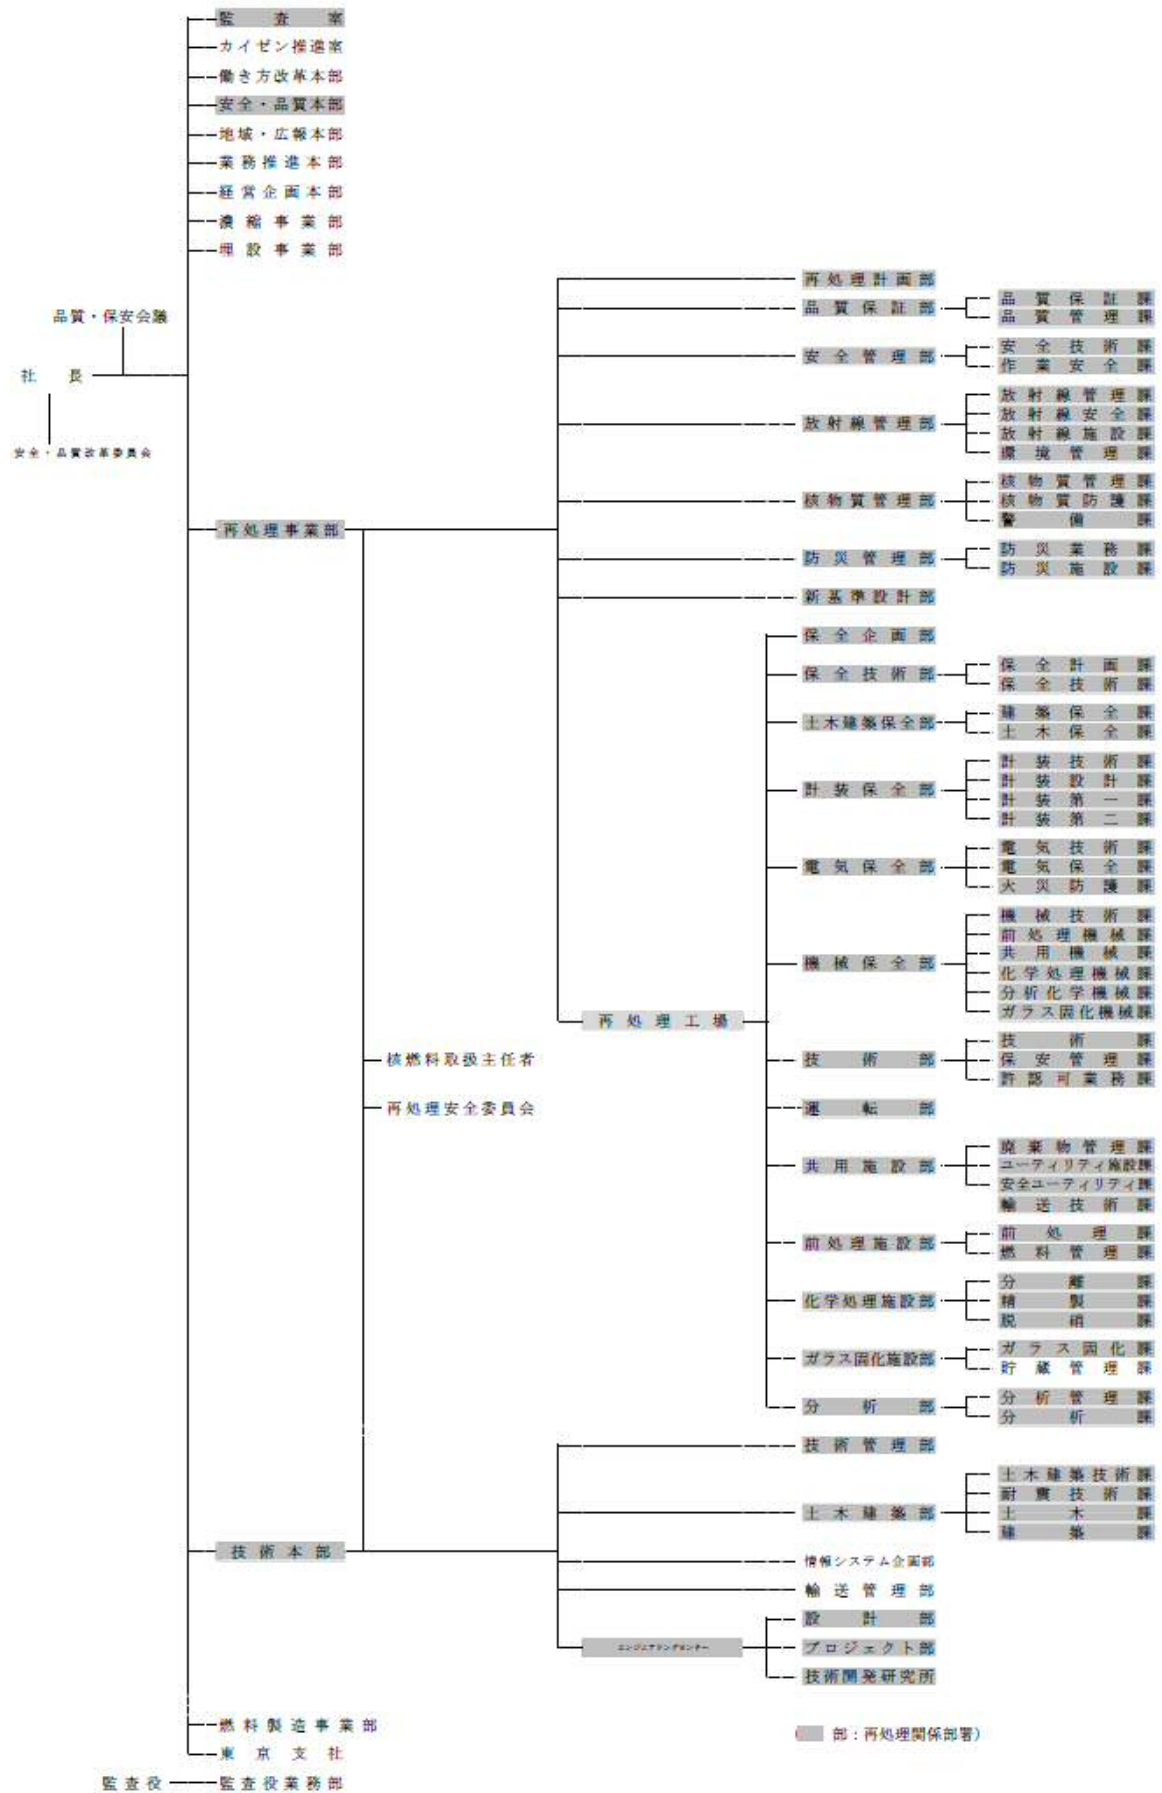 監査室
カイゼン推進室
働き方改革本部
安全・品質本部
地域・広報本部
業務推進本部
経営企画本部
濃縮事業部
埋設事業部
品質・保安会議
社長
安全・品質改革委員会
再処理事業部
再処理計画部
品質保証部
品質保証課
品質管理課
安全管理部
安全技術課
作業安全課
放射線管理部
放射線管理課
放射線安全課
放射線施設課
環境管理課
核物質管理部
核物質管理課
核物質防護課
警備課
防災管理部
防災業務課
防災施設課
新基準設計部
再処理工場
保全企画部
保全技術部
保全計画課
保全技術課
土木建築保全部
建築保全課
土木保全課
計装保全部
計装技術課
計装設計課
計装第一課
計装第二課
電気保全部
電気技術課
電気保全課
火災防護課
機械保全部
機械技術課
前処理機械課
共用機械課
化学処理機械課
分析化学機械課
ガラス固化機械課
核燃料取扱主任者
再処理安全委員会
技術部
技術課
保安管理課
許認可業務課
運転部
共用施設部
廃棄物管理課
ユーティリティ施設課
安全ユーティリティ課
輸送技術課
前処理施設部
前処理課
燃料管理課
化学処理施設部
分離課
精製課
脱硝課
ガラス固化施設部
ガラス固化課
貯蔵管理課
分析部
分析管理課
分析課
技術本部
技術管理部
土木建築部
土木建築技術課
耐震技術課
土木課
建築課
情報システム企画部
輸送管理部
エンジニアリングセンター
設計部
プロジェクト部
技術開発研究所
燃料製造事業部
東京支社
監査役
監査役業務部
(部：再処理関係部署)